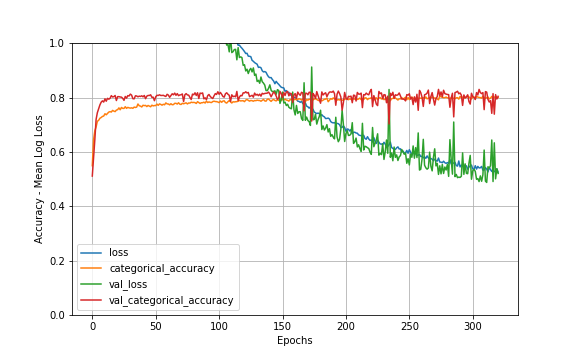 1.0
0.8
0.6
0.4
0.2
0.0
Accuracy - Mean Log Loss
loss
categorical_accuracy
val_loss
val_categorical_accuracy
0 50 100 150 200 250 300
Epochs